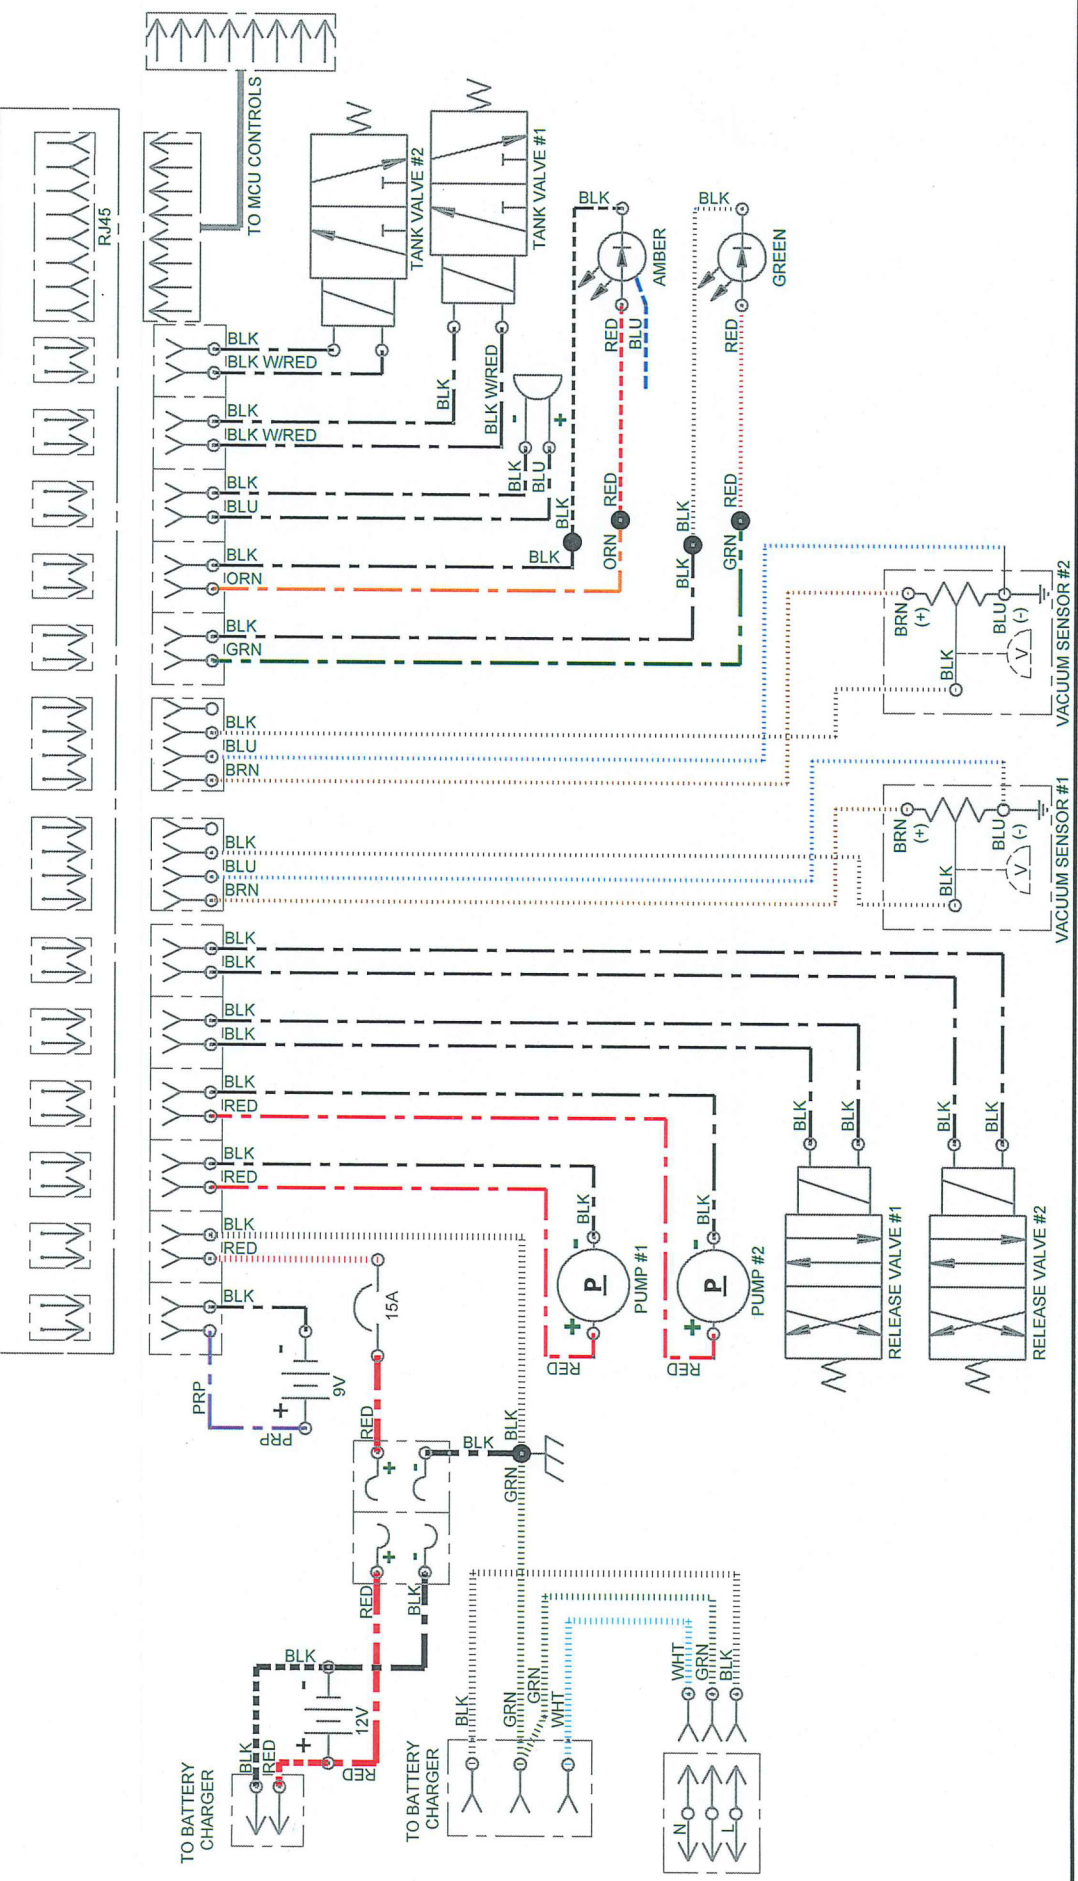 RJ45
TO MCU CONTROLS
TANK VALVE #2
TANK VALVE #1
BLK
BLK W/RED
BLK
BLK W/RED
BLK
BLK W/RED
BLK
BLU
BLK
BLU
-
+
BLK
ORN
BLK
BLK
BLK
ORN
RED
RED
BLU
AMBER
BLK
GRN
BLK
BLK
BLK
GRN
RED
RED
GREEN
BLK
BLU
BRN
BRN
(+)
BLK
BLU
(-)
V
VACUUM SENSOR #2
BLK
BLU
BRN
BRN
(+)
BLK
BLU
(-)
V
VACUUM SENSOR #1
BLK
BLK
BLK
BLK
BLK
BLK
BLK
BLK
RELEASE VALVE #1
RELEASE VALVE #2
BLK
RED
BLK
RED
BLK
-
P
+
RED
PUMP #1
BLK
-
P
+
RED
PUMP #2
BLK
RED
15A
BLK
PRP
PRP
-
+
9V
RED
+
-
BLK
BLK
GRN
+
-
RED
BLK
BLK
-
+
12V
RED
BLK
RED
TO BATTERY
CHARGER
BLK
GRN
GRN
WHT
TO BATTERY
CHARGER
WHT
GRN
BLK
N
L